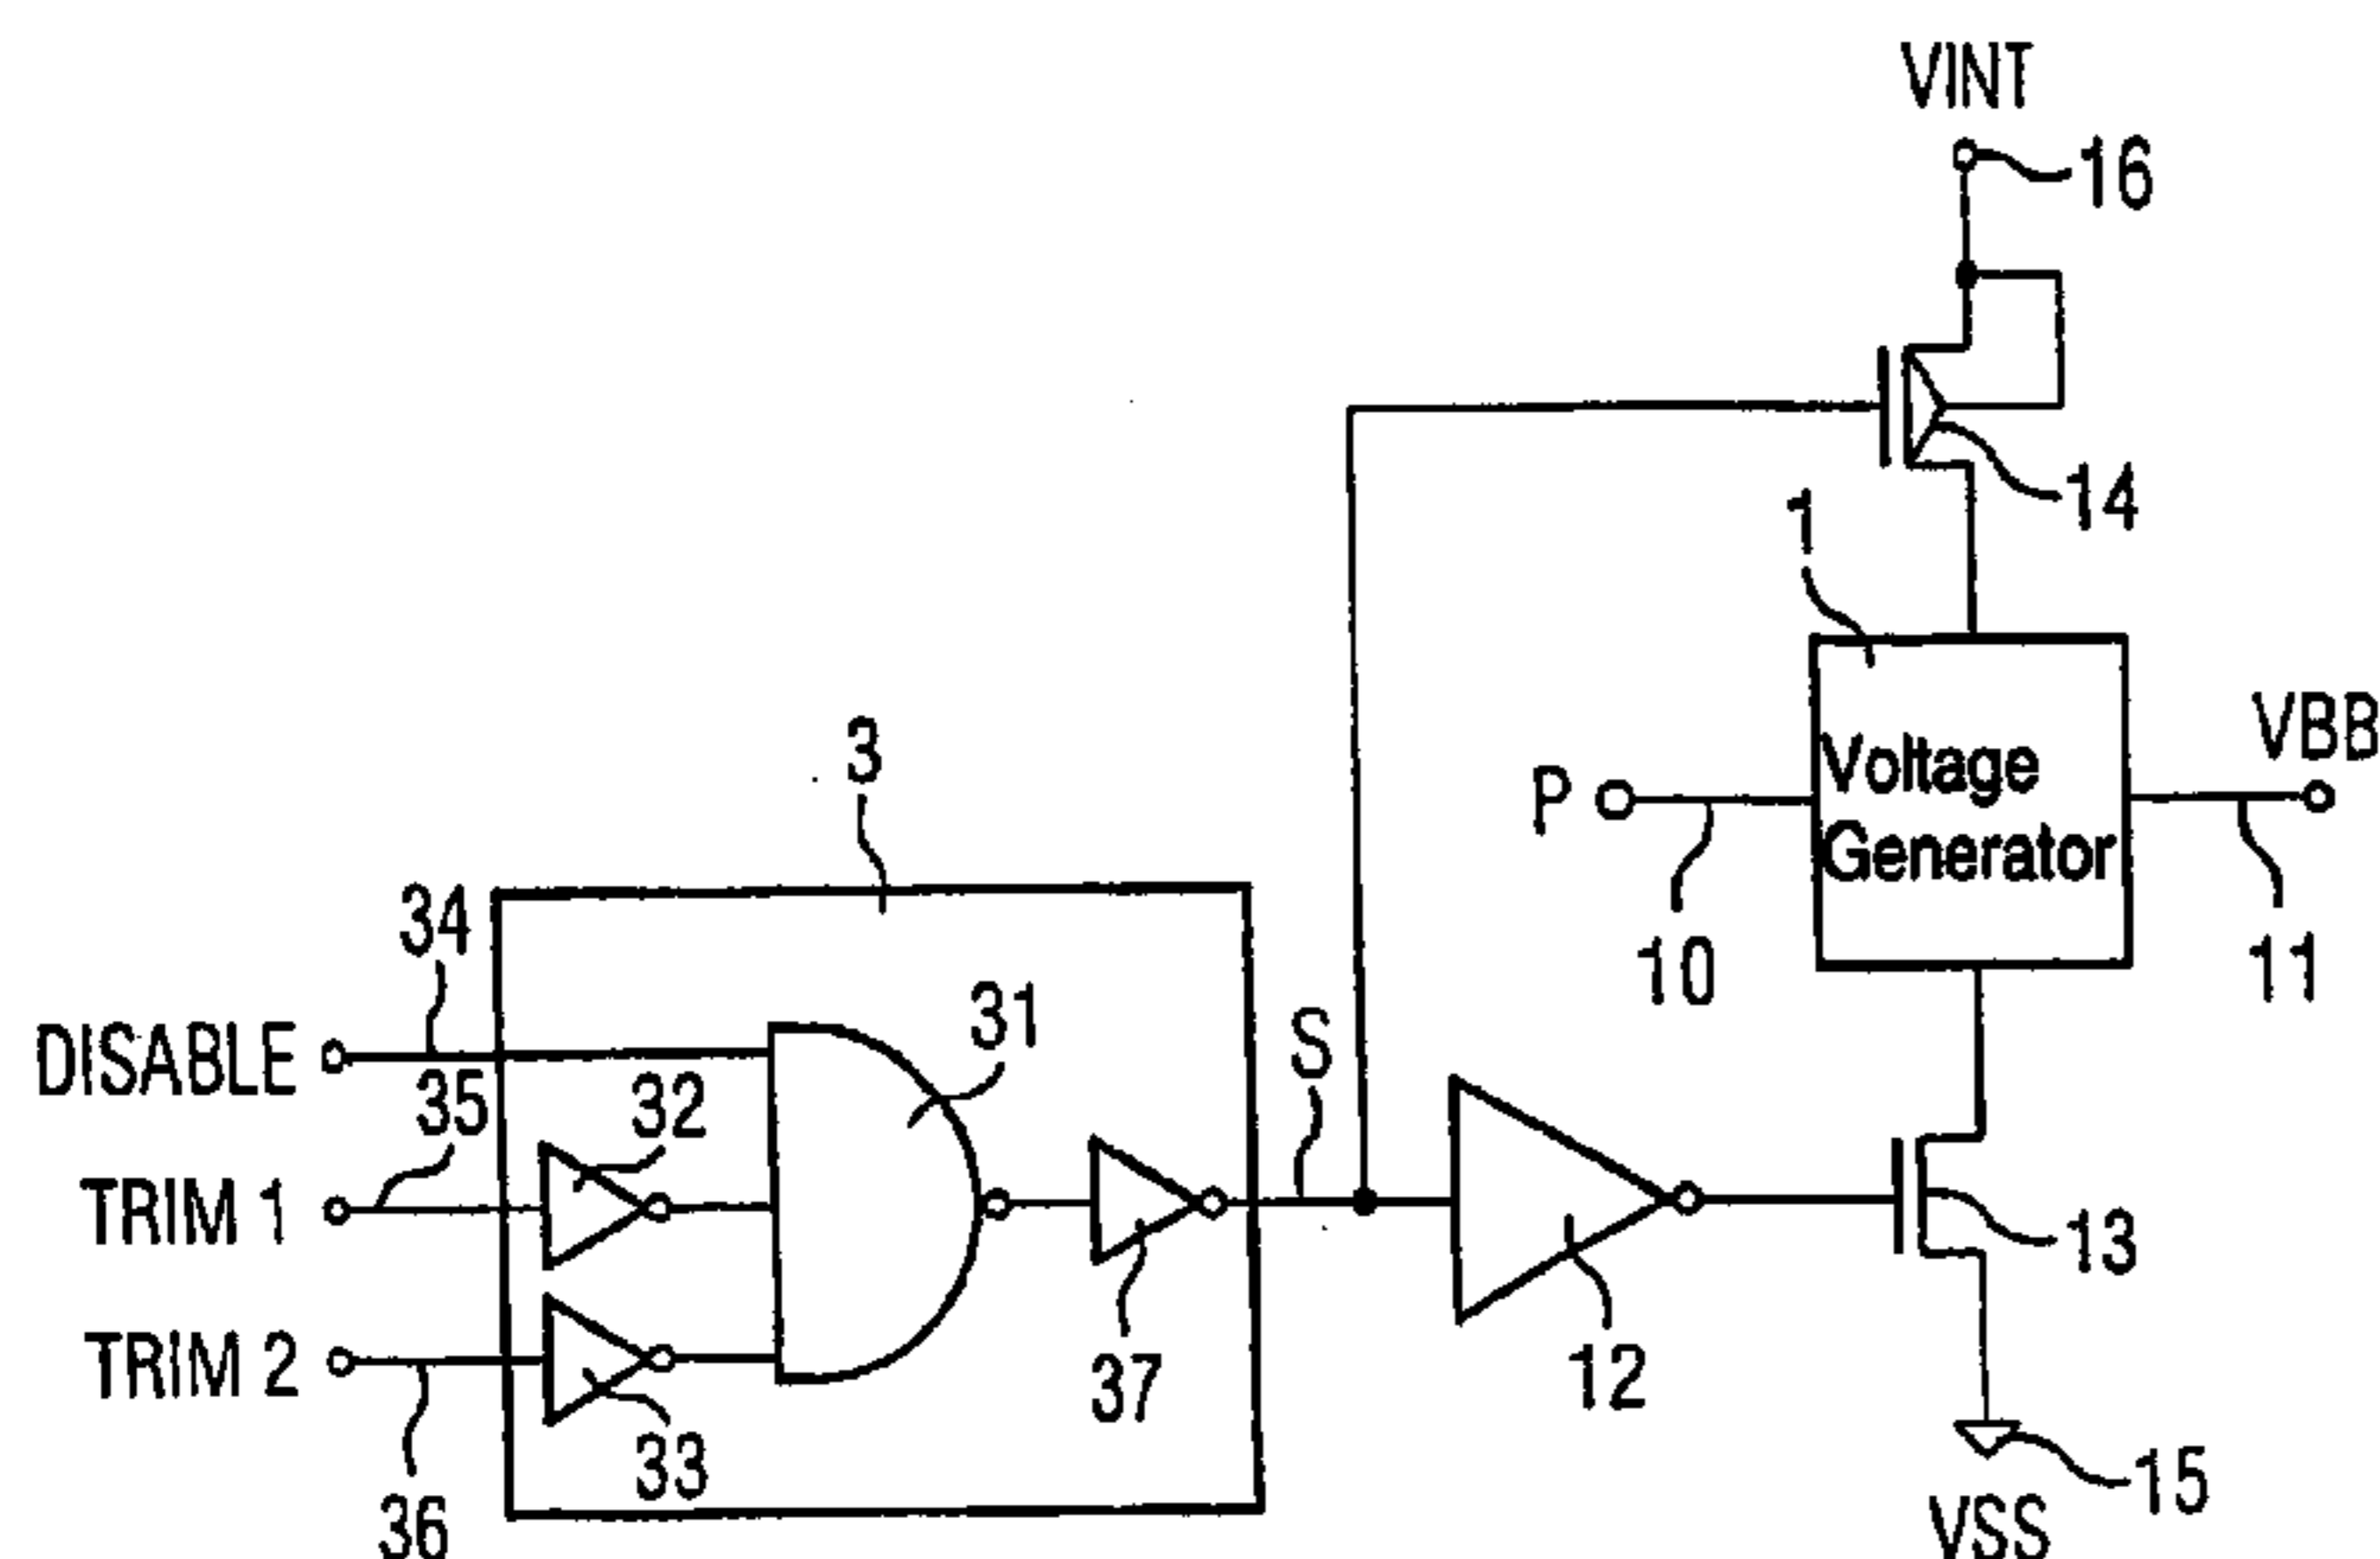 VINT
16
14
1
VBB
Voltage
Generator
P
10
11
3
34
31
S
DISABLE
35
32
TRIM 1
13
TRIM 2
37
12
33
36
15
VSS